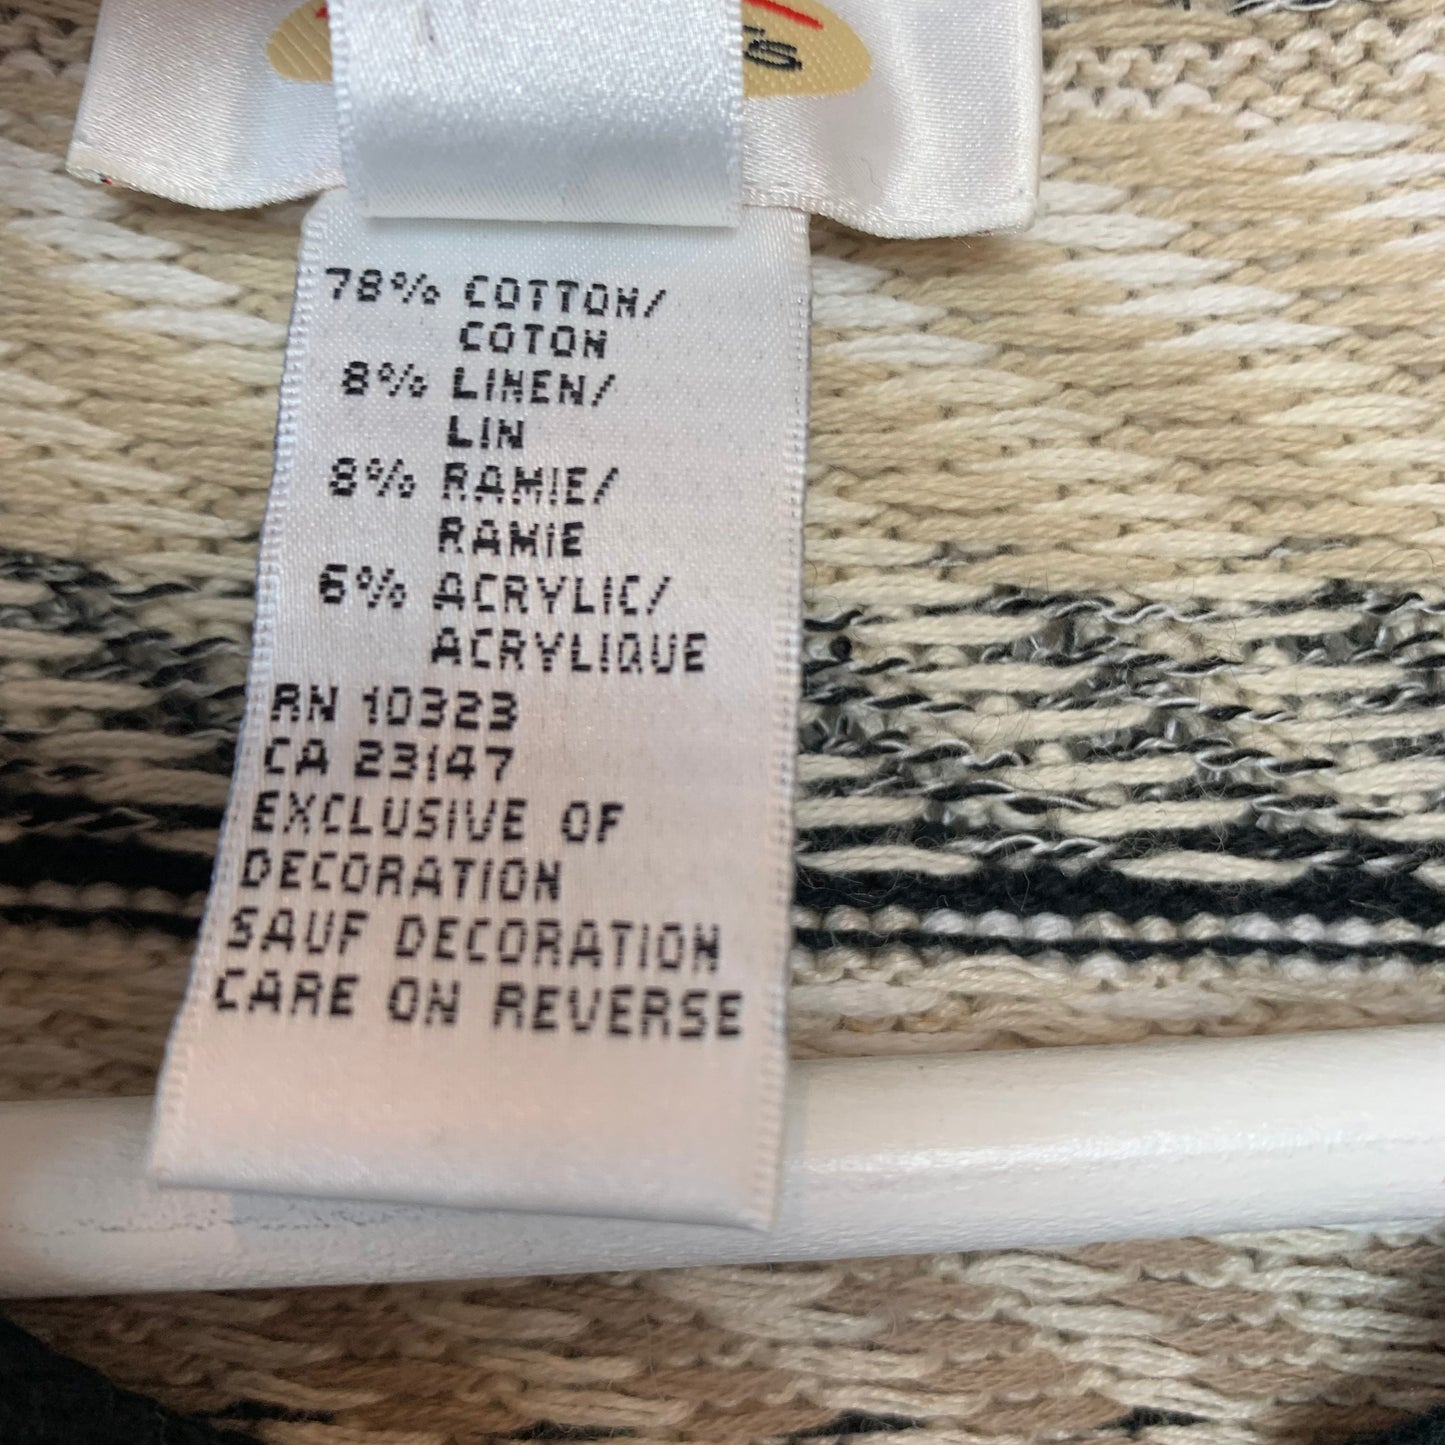 78% COTTON/
COTON
8% LINEN/
LIN
8% RAMIE/
RAMIE
6% ACRYLIC/
ACRYLIQUE
RN 10323
CA 23147
EXCLUSIVE OF
DECORATION
SAUF DECORATION
CARE ON REVERSE